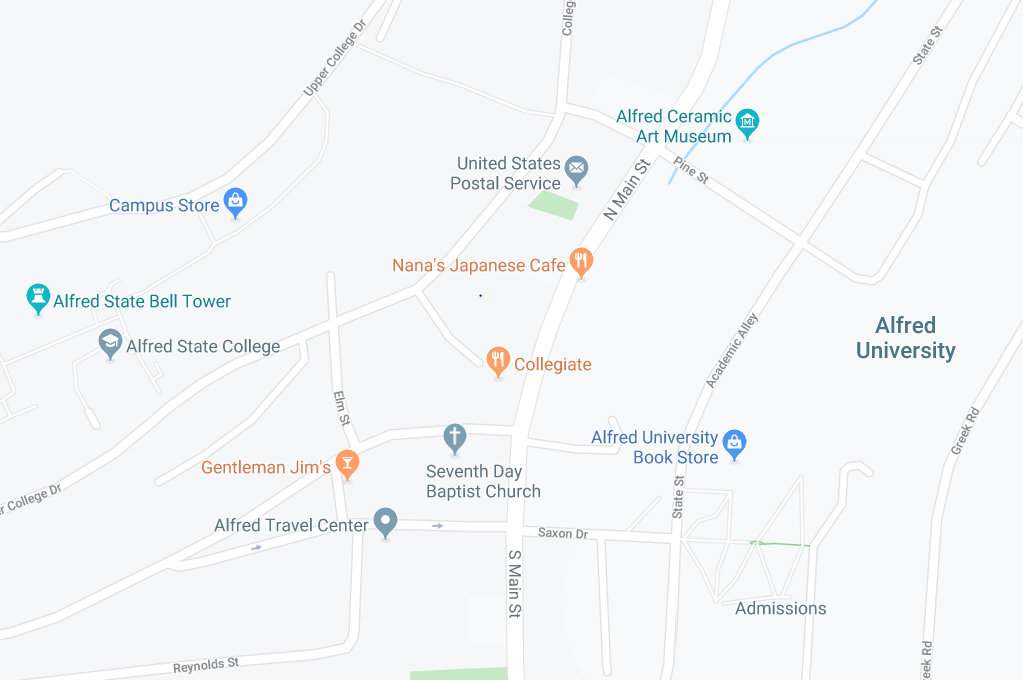 Colleg
Upper College Dr
State St
Alfred Ceramic
Art Museum
United States
Postal Service
Pine St
N Main St
Campus Store
Nana's Japanese Cafe
Alfred State Bell Tower
Alfred
University
Alfred State College
Academic Alley
Collegiate
Elm St
Greek Rd
Alfred University
Book Store
Gentleman Jim's
Seventh Day
Baptist Church
er College Dr
State St
Alfred Travel Center
Saxon Dr
S Main St
Admissions
Reynolds St
eek Rd